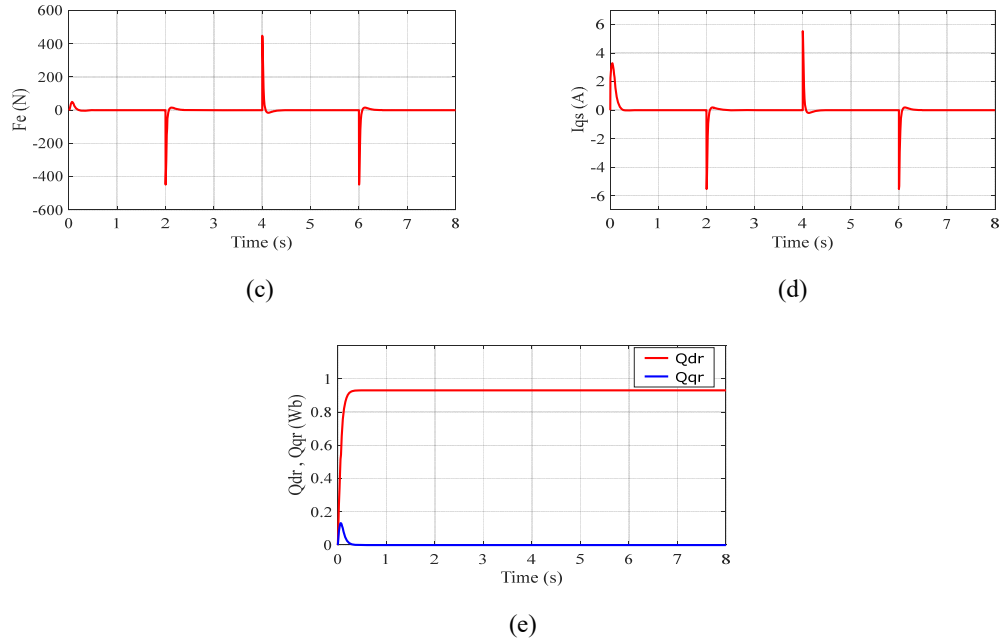 600
400
200
0
-200
-400
-600
Fe (N)
0 1 2 3 4 5 6 7 8
Time (s)
(c)
6
4
2
0
-2
-4
-6
Iqs (A)
0 1 2 3 4 5 6 7 8
Time (s)
(d)
Qdr
Qqr
1
0.8
0.6
0.4
0.2
0
Qdr , Qqr (Wb)
0 1 2 3 4 5 6 7 8
Time (s)
(e)